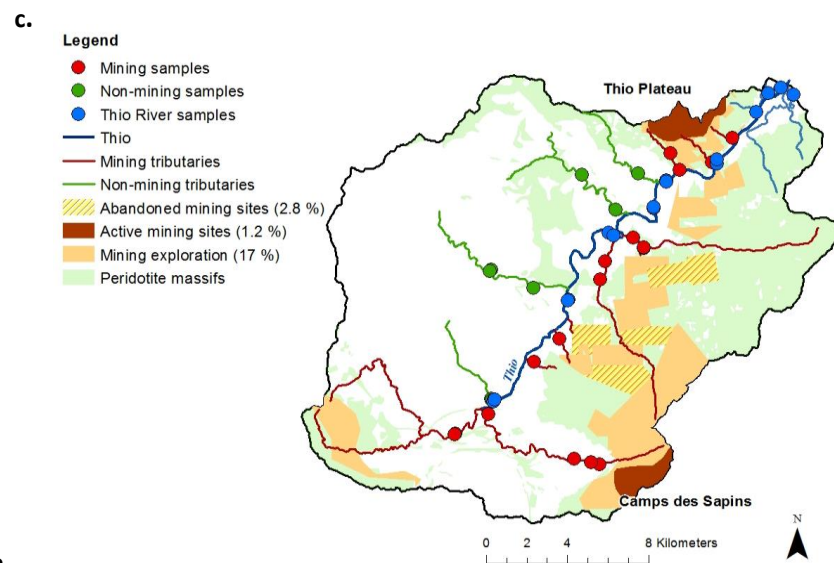 c.
Legend
Mining samples
Non-mining samples
Thio River samples
Thio
Mining tributaries
Non-mining tributaries
Abandoned mining sites (2.8 %)
Active mining sites (1.2 %)
Mining exploration (17 %)
Peridotite massifs
Thio Plateau
Thio
Camps des Sapins
N
0 2 4 8 Kilometers